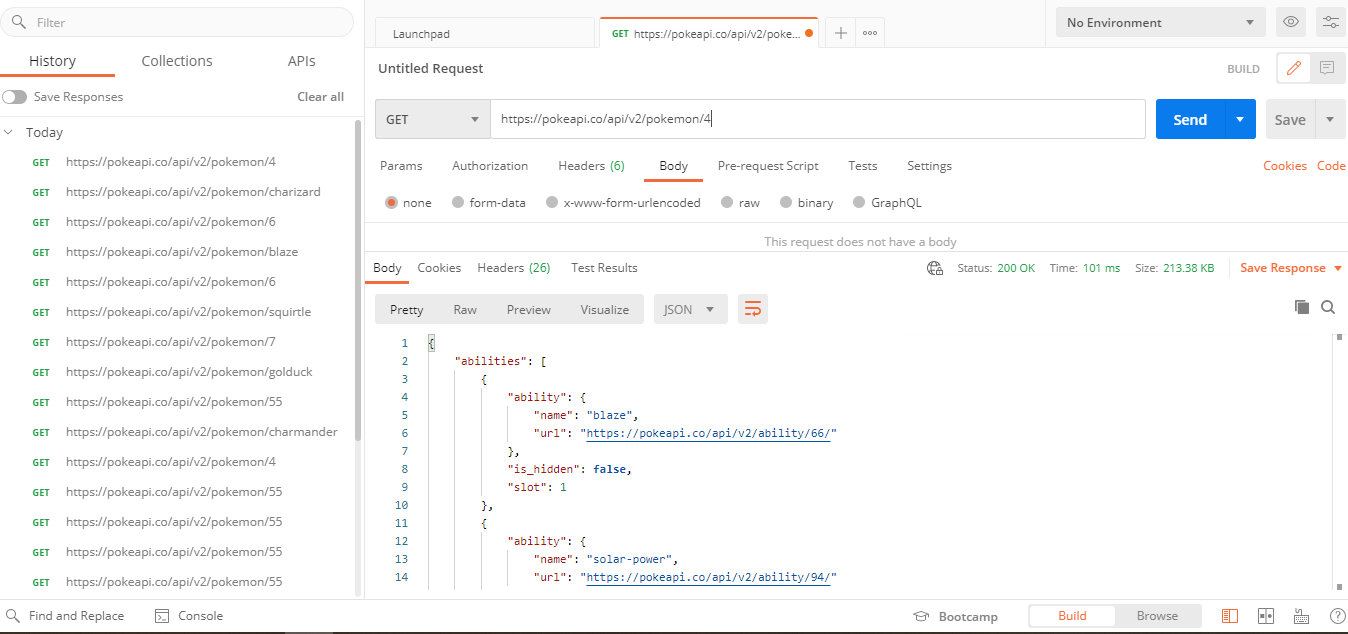 Filter
History Collections APIs
Save Responses Clear all
Today
GET https://pokeapi.co/api/v2/pokemon/4
GET https://pokeapi.co/api/v2/pokemon/charizard
GET https://pokeapi.co/api/v2/pokemon/6
GET https://pokeapi.co/api/v2/pokemon/blaze
GET https://pokeapi.co/api/v2/pokemon/6
GET https://pokeapi.co/api/v2/pokemon/squirtle
GET https://pokeapi.co/api/v2/pokemon/7
GET https://pokeapi.co/api/v2/pokemon/golduck
GET https://pokeapi.co/api/v2/pokemon/55
GET https://pokeapi.co/api/v2/pokemon/charmander
GET https://pokeapi.co/api/v2/pokemon/4
GET https://pokeapi.co/api/v2/pokemon/55
GET https://pokeapi.co/api/v2/pokemon/55
GET https://pokeapi.co/api/v2/pokemon/55
GET https://pokeapi.co/api/v2/pokemon/55
Launchpad GET https://pokeapi.co/api/v2/poke... No Environment
Untitled Request BUILD
GET https://pokeapi.co/api/v2/pokemon/4 Send Save
Params Authorization Headers (6) Body Pre-request Script Tests Settings Cookies Code
none form-data x-www-form-urlencoded raw binary GraphQL
This request does not have a body
Body Cookies Headers (26) Test Results Status: 200 OK Time: 101 ms Size: 213.38 KB Save Response
Pretty Raw Preview Visualize JSON
1 {
2 "abilities": [
3 {
4 "ability": {
5 "name": "blaze",
6 "url": "https://pokeapi.co/api/v2/ability/66/"
7 },
8 "is_hidden": false,
9 "slot": 1
10 },
11 {
12 "ability": {
13 "name": "solar-power",
14 "url": "https://pokeapi.co/api/v2/ability/94/"
Find and Replace Console Bootcamp Build Browse